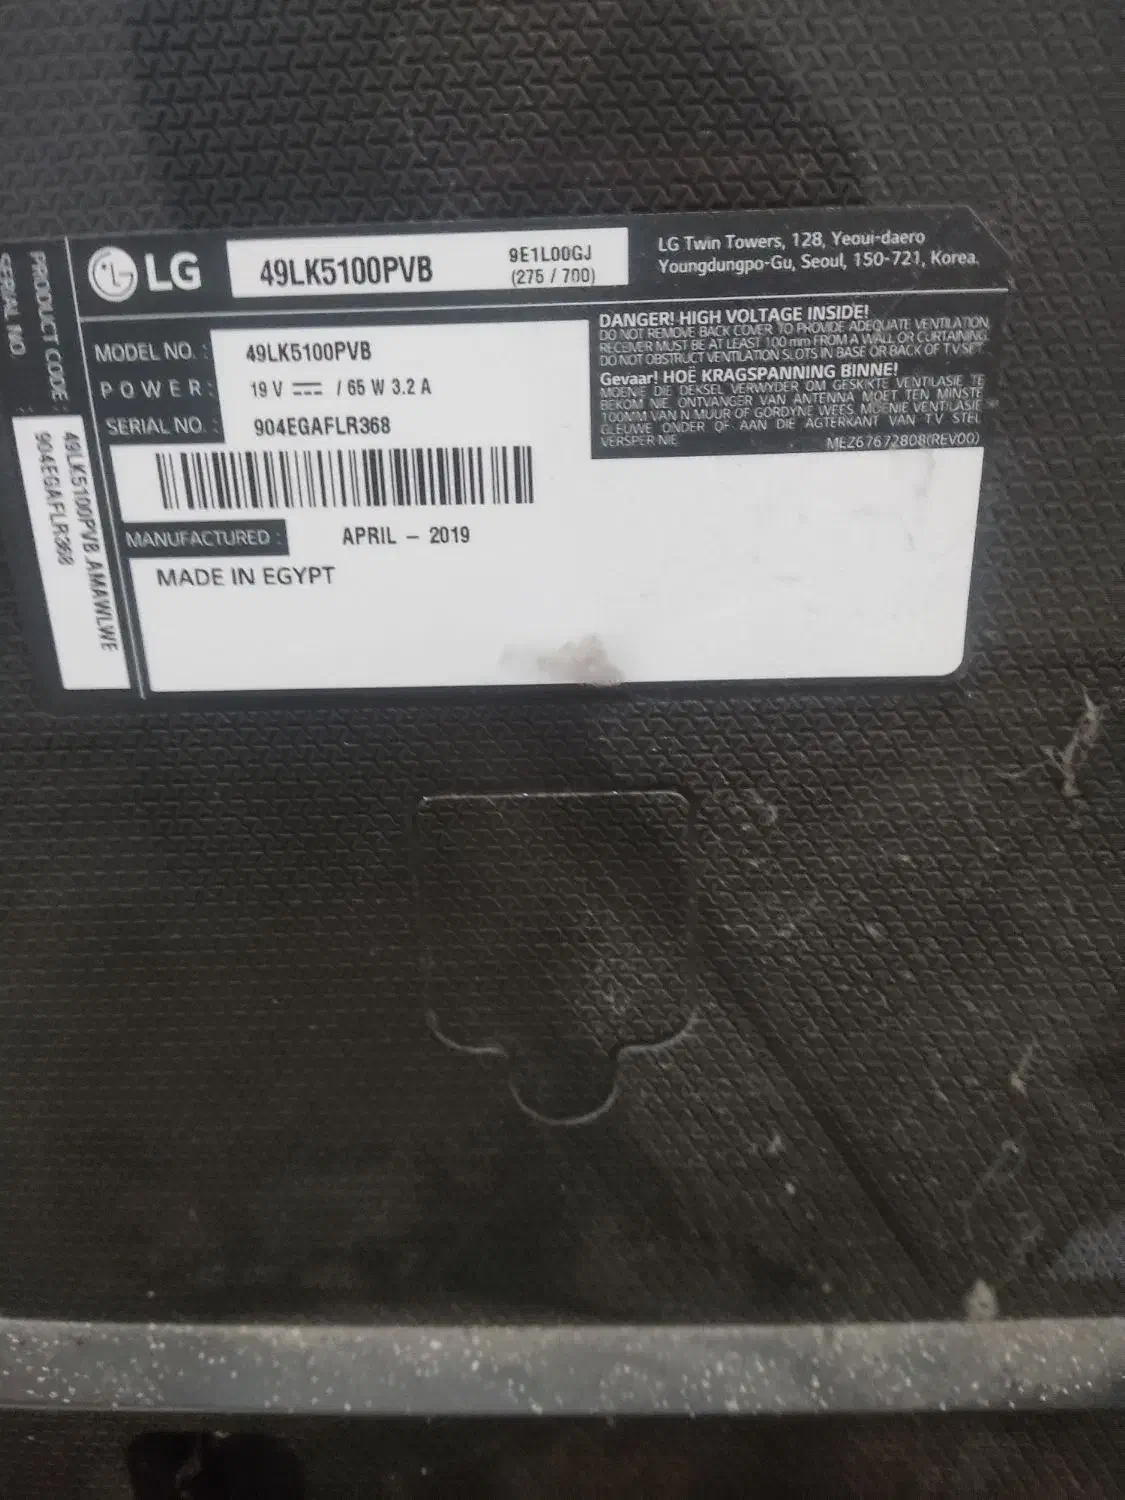 LG
49LK5100PVB
9E1L00GJ
(275 / 700)
LG Twin Towers, 128, Yeoui-daero
Youngdungpo-Gu, Seoul, 150-721, Korea.
MODEL NO. : 49LK5100PVB
POWER : 19 V / 65 W 3.2 A
SERIAL NO. : 904EGAFLR368
MANUFACTURED : APRIL – 2019
MADE IN EGYPT
DANGER! HIGH VOLTAGE INSIDE!
DO NOT REMOVE BACK COVER TO PROVIDE ADEQUATE VENTILATION,
RECEIVER MUST BE AT LEAST 100 mm FROM A WALL OR CURTAINING.
DO NOT OBSTRUCT VENTILATION SLOTS IN BASE OR BACK OF TV SET.
Gevaar! HOË KRAGSPANNING BINNE!
MOENIE DIE DEKSEL VERWYDER OM GESKIKTE VENTILASIE TE
BEKOM NIE. ONTVANGER VAN ANTENNA MOET TEN MINSTE
100MM VAN N MUUR OF GORDYNE WEES. MOENIE VENTILASIE
GLEUWE ONDER OF AAN DIE AGTERKANT VAN TV STEL
VERSPER NIE.
MEZ67672808(REV00)
PRODUCT CODE : 49LK5100PVB.AMAWLWE
SERIAL NO : 904EGAFLR368